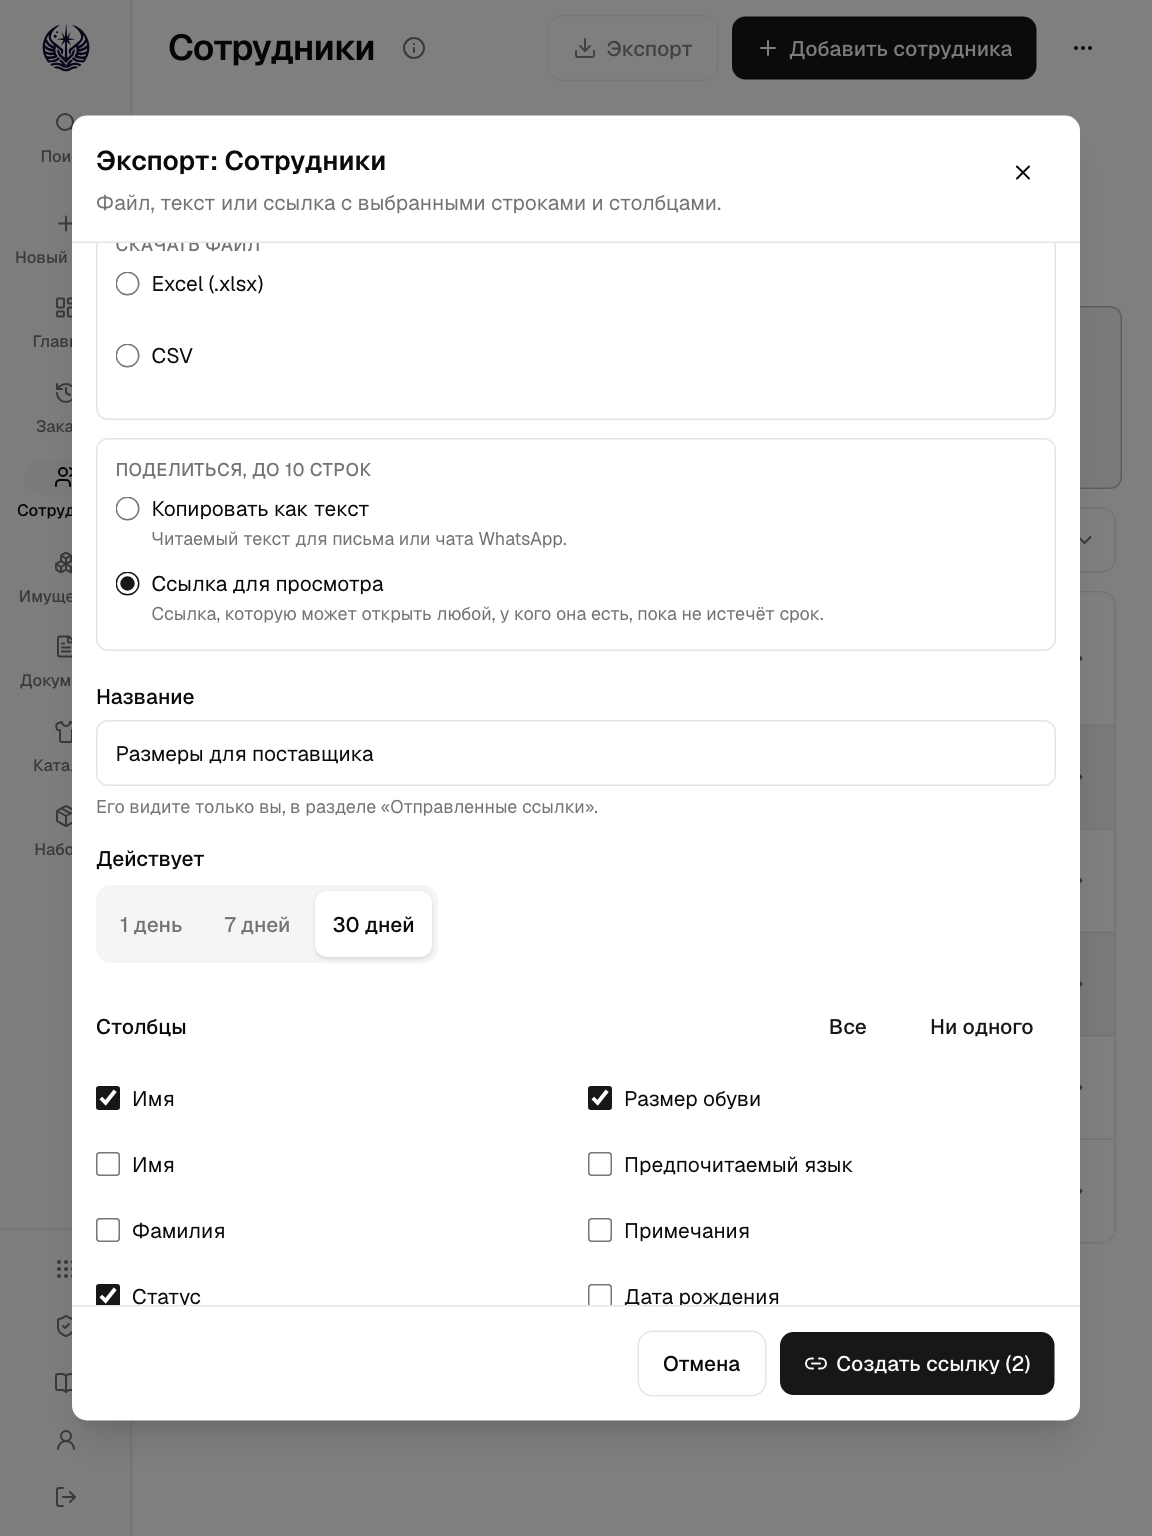 Сотрудники
Экспорт
Добавить сотрудника
Экспорт: Сотрудники
Файл, текст или ссылка с выбранными строками и столбцами.
СКАЧАТЬ ФАЙЛ
Excel (.xlsx)
CSV
ПОДЕЛИТЬСЯ, ДО 10 СТРОК
Копировать как текст
Читаемый текст для письма или чата WhatsApp.
Ссылка для просмотра
Ссылка, которую может открыть любой, у кого она есть, пока не истечёт срок.
Название
Размеры для поставщика
Его видите только вы, в разделе «Отправленные ссылки».
Действует
1 день 7 дней 30 дней
Столбцы Все Ни одного
Имя Размер обуви
Имя Предпочитаемый язык
Фамилия Примечания
Статус Дата рождения
Отмена Создать ссылку (2)
Новый